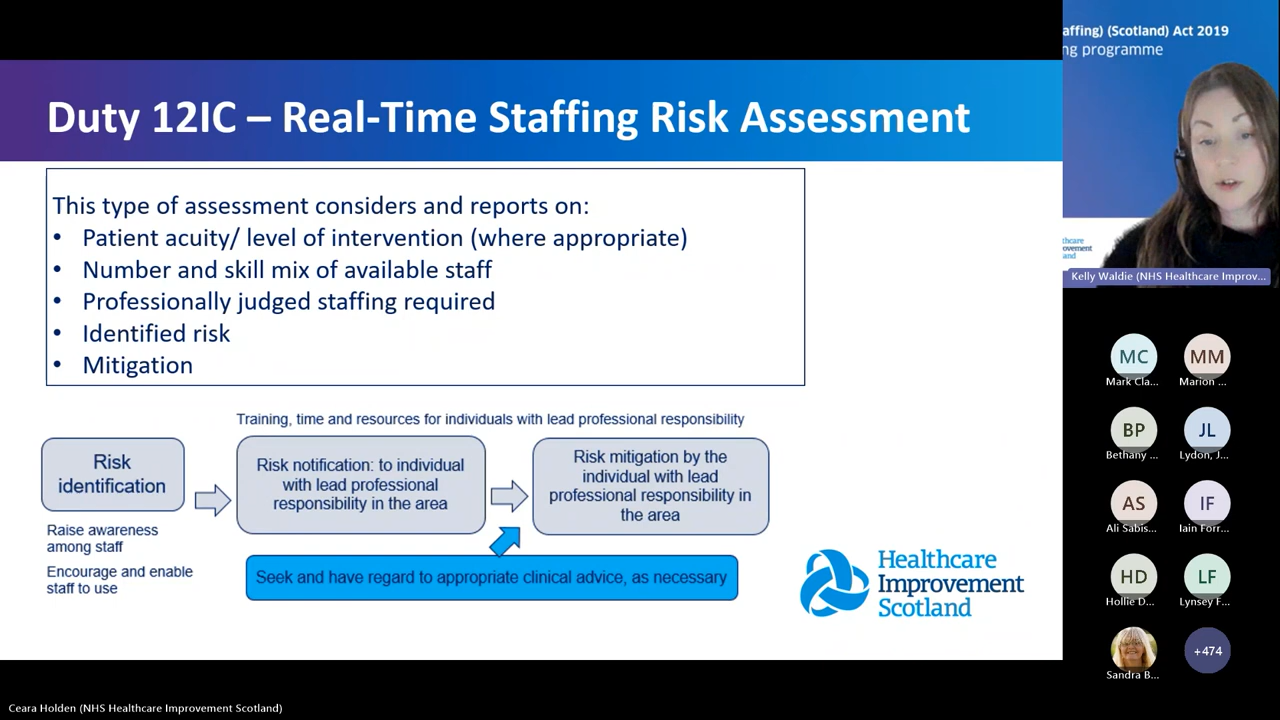 Duty 12IC – Real-Time Staffing Risk Assessment
This type of assessment considers and reports on:
• Patient acuity/ level of intervention (where appropriate)
• Number and skill mix of available staff
• Professionally judged staffing required
• Identified risk
• Mitigation
Training, time and resources for individuals with lead professional responsibility
Risk
identification
Risk notification: to individual
with lead professional
responsibility in the area
Risk mitigation by the
individual with lead
professional responsibility in
the area
Raise awareness
among staff
Encourage and enable
staff to use
Seek and have regard to appropriate clinical advice, as necessary
Healthcare
Improvement
Scotland
affing) (Scotland) Act 2019
ng programme
thcare
ovement
and
Kelly Waldie (NHS Healthcare Improv...
MC
Mark Cla...
MM
Marion ...
BP
Bethany ...
JL
Lydon, J...
AS
Ali Sabis...
IF
Iain Forr...
HD
Hollie D...
LF
Lynsey F...
Sandra B...
+474
Ceara Holden (NHS Healthcare Improvement Scotland)